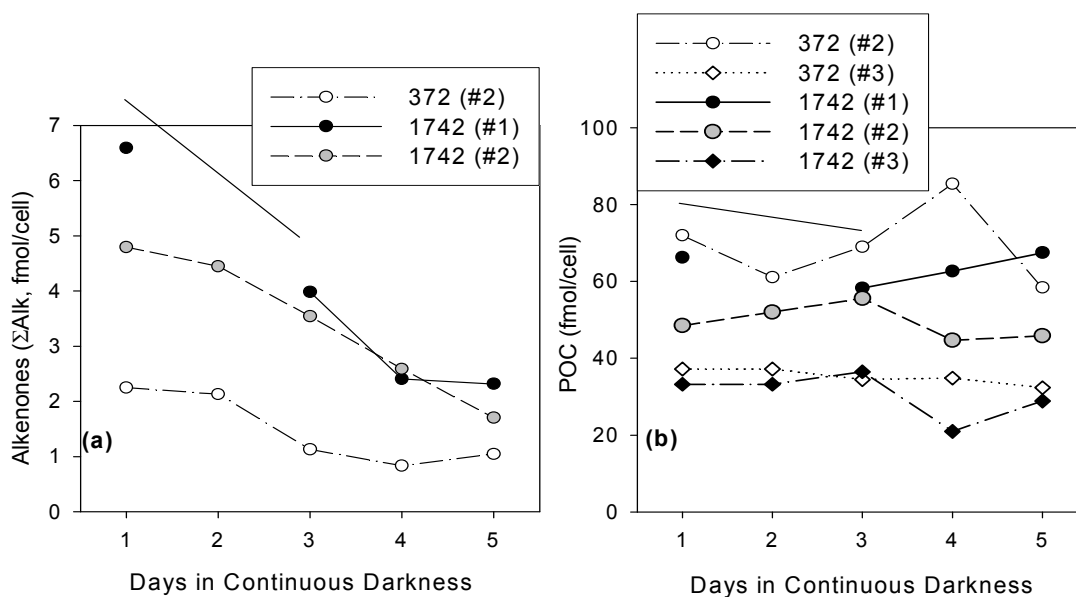 372 (#2)
1742 (#1)
1742 (#2)
7
6
5
4
3
2
1
0
Alkenones (ΣAlk, fmol/cell)
(a)
1 2 3 4 5
Days in Continuous Darkness
372 (#2)
372 (#3)
1742 (#1)
1742 (#2)
1742 (#3)
100
80
60
40
20
0
POC (fmol/cell)
(b)
1 2 3 4 5
Days in Continuous Darkness